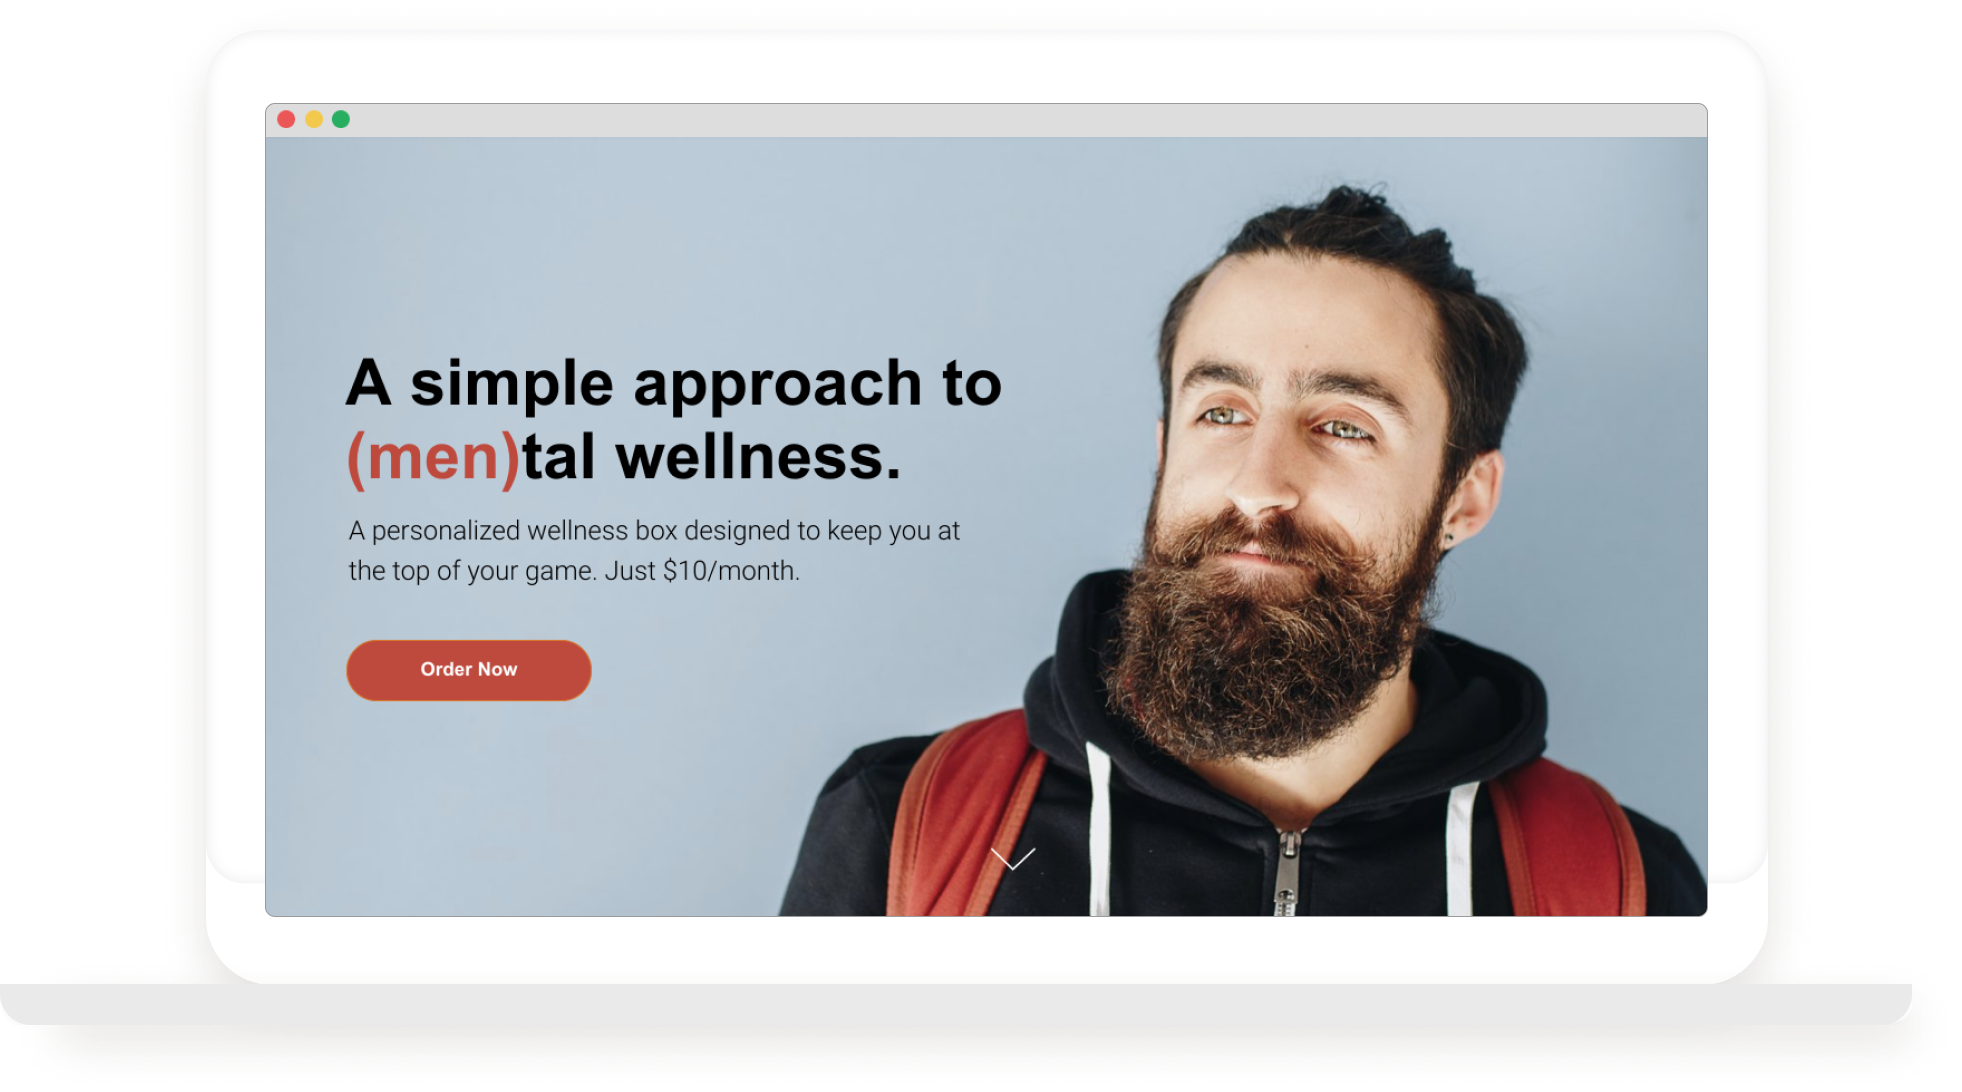 A simple approach to
(men)tal wellness.
A personalized wellness box designed to keep you at
the top of your game. Just $10/month.
Order Now